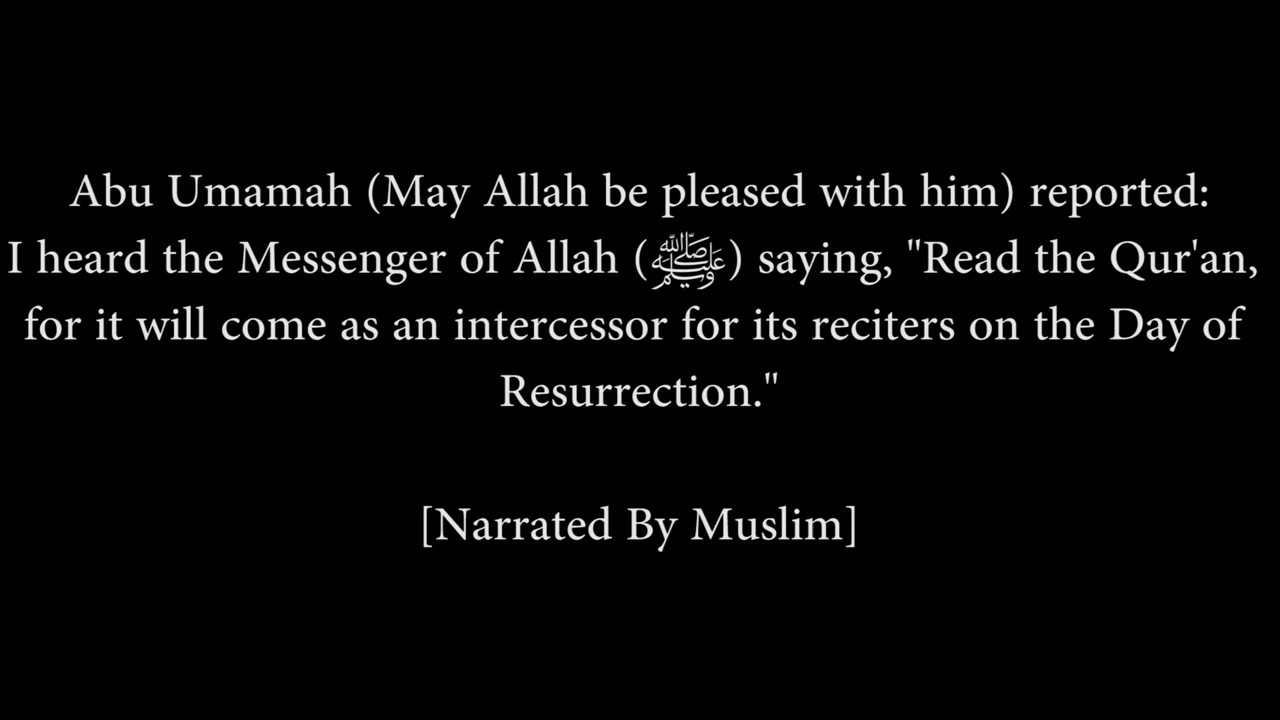 Abu Umamah (May Allah be pleased with him) reported:
I heard the Messenger of Allah (ﷺ) saying, "Read the Qur'an,
for it will come as an intercessor for its reciters on the Day of
Resurrection."
[Narrated By Muslim]